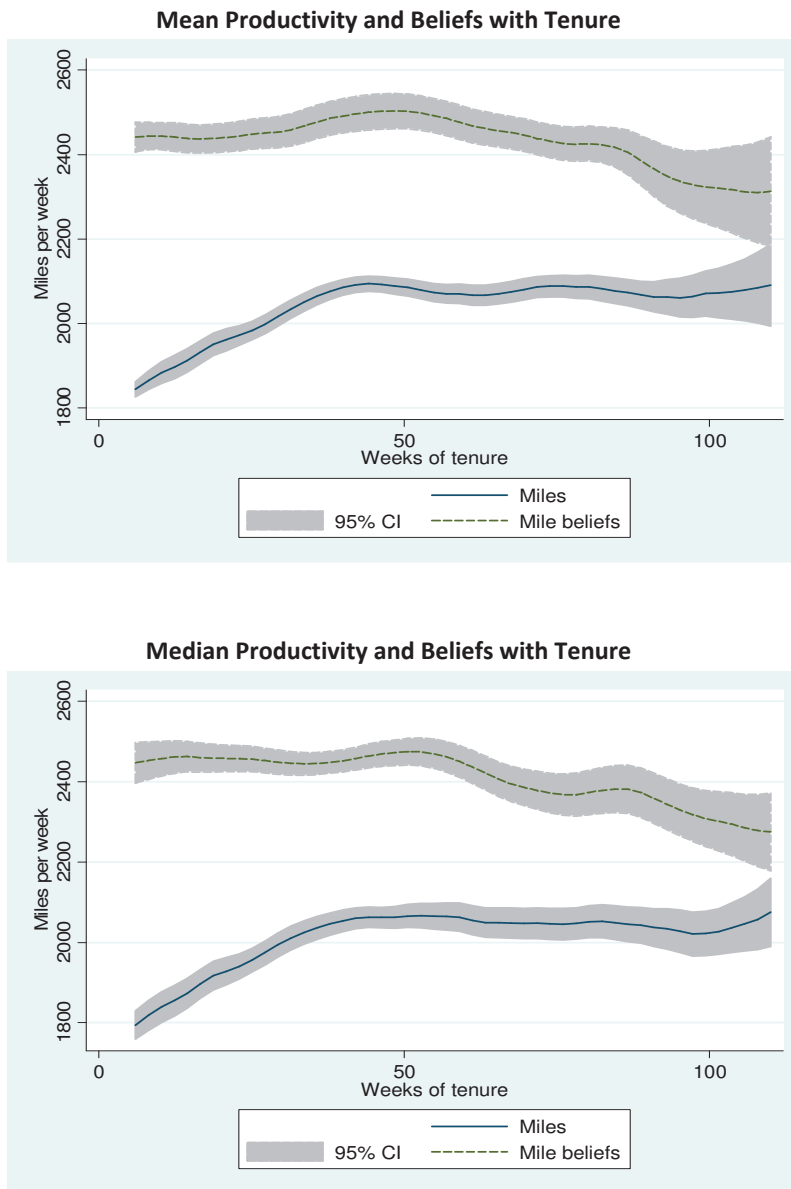 Mean Productivity and Beliefs with Tenure
2600
2400
2200
2000
1800
Miles per week
0 50 100
Weeks of tenure
Miles
95% CI Mile beliefs
Median Productivity and Beliefs with Tenure
2600
2400
2200
2000
1800
Miles per week
0 50 100
Weeks of tenure
Miles
95% CI Mile beliefs